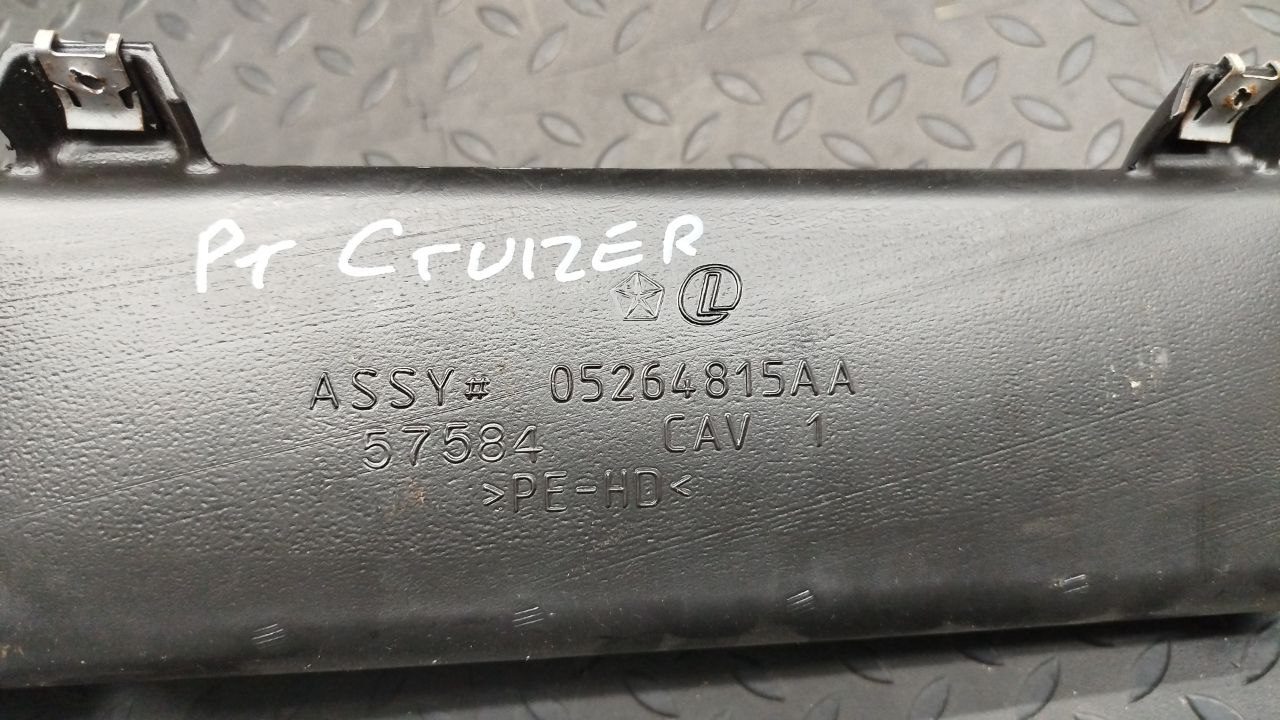 PT CRUIZER
L
ASSY# 05264815AA
57584 CAV 1
>PE-HD<